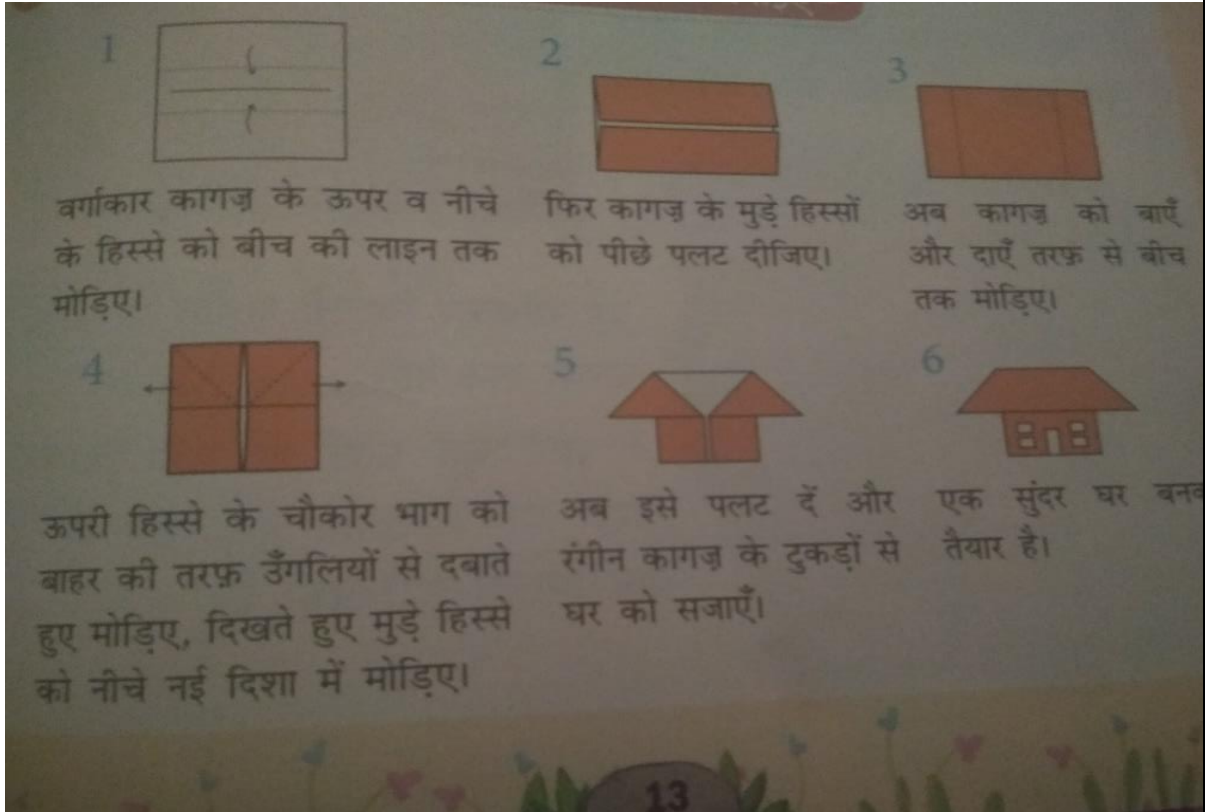 1
वर्गाकार कागज़ के ऊपर व नीचे
के हिस्से को बीच की लाइन तक
मोड़िए।
2
फिर कागज़ के मुड़े हिस्सों
को पीछे पलट दीजिए।
3
अब कागज़ को बाएँ
और दाएँ तरफ़ से बीच
तक मोड़िए।
4
ऊपरी हिस्से के चौकोर भाग को
बाहर की तरफ़ उँगलियों से दबाते
हुए मोड़िए, दिखते हुए मुड़े हिस्से
को नीचे नई दिशा में मोड़िए।
5
अब इसे पलट दें और
रंगीन कागज़ के टुकड़ों से
घर को सजाएँ।
6
एक सुंदर घर
तैयार है।
13